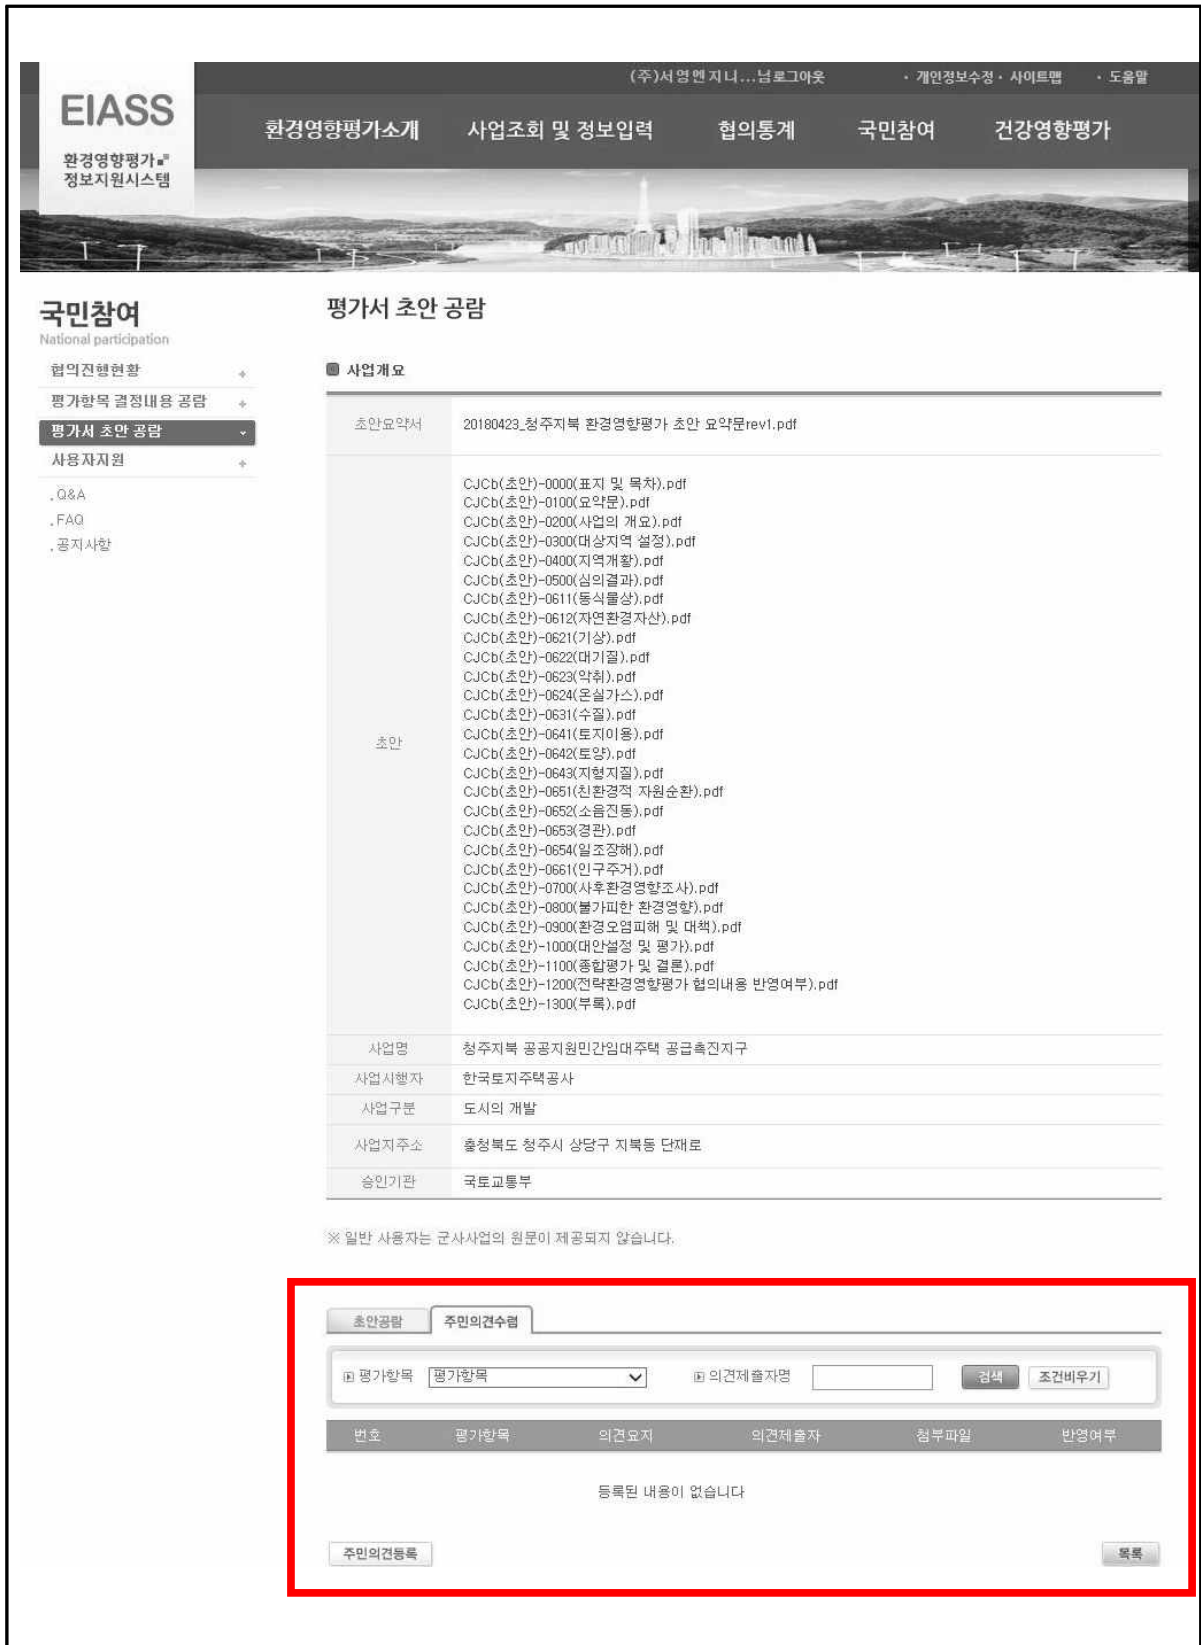 (주)서영엔지니...님로그아웃 · 개인정보수정 · 사이트맵 · 도움말
EIASS
환경영향평가
정보지원시스템
환경영향평가소개 사업조회 및 정보입력 협의통계 국민참여 건강영향평가
국민참여
National participation
협의진행현황
평가항목 결정내용 공람
평가서 초안 공람
사용자지원
. Q&A
. FAQ
. 공지사항
평가서 초안 공람
사업개요
초안요약서 20180423_청주지북 환경영향평가 초안 요약문rev1.pdf
초안
CJCb(초안)-0000(표지 및 목차).pdf
CJCb(초안)-0100(요약문).pdf
CJCb(초안)-0200(사업의 개요).pdf
CJCb(초안)-0300(대상지역 설정).pdf
CJCb(초안)-0400(지역개황).pdf
CJCb(초안)-0500(심의결과).pdf
CJCb(초안)-0611(동식물상).pdf
CJCb(초안)-0612(자연환경자산).pdf
CJCb(초안)-0621(기상).pdf
CJCb(초안)-0622(대기질).pdf
CJCb(초안)-0623(악취).pdf
CJCb(초안)-0624(온실가스).pdf
CJCb(초안)-0631(수질).pdf
CJCb(초안)-0641(토지이용).pdf
CJCb(초안)-0642(토양).pdf
CJCb(초안)-0643(지형지질).pdf
CJCb(초안)-0651(친환경적 자원순환).pdf
CJCb(초안)-0652(소음진동).pdf
CJCb(초안)-0653(경관).pdf
CJCb(초안)-0654(일조장해).pdf
CJCb(초안)-0661(인구주거).pdf
CJCb(초안)-0700(사후환경영향조사).pdf
CJCb(초안)-0800(불가피한 환경영향).pdf
CJCb(초안)-0900(환경오염피해 및 대책).pdf
CJCb(초안)-1000(대안설정 및 평가).pdf
CJCb(초안)-1100(종합평가 및 결론).pdf
CJCb(초안)-1200(전략환경영향평가 협의내용 반영여부).pdf
CJCb(초안)-1300(부록).pdf
사업명 청주지북 공공지원민간임대주택 공급촉진지구
사업시행자 한국토지주택공사
사업구분 도시의 개발
사업지주소 충청북도 청주시 상당구 지북동 단재로
승인기관 국토교통부
※ 일반 사용자는 군사사업의 원문이 제공되지 않습니다.
초안공람 주민의견수렴
평가항목 평가항목 의견제출자명 검색 조건비우기
번호 평가항목 의견요지 의견제출자 첨부파일 반영여부
등록된 내용이 없습니다
주민의견등록 목록